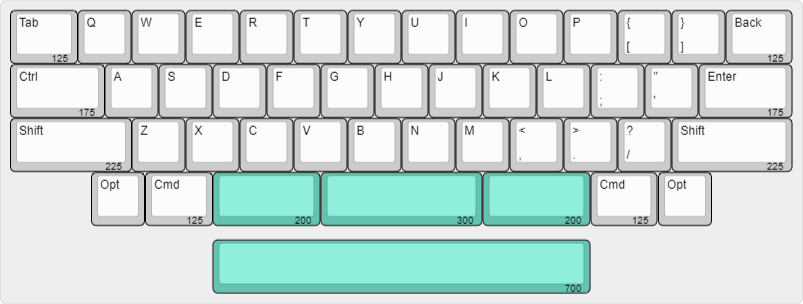 Tab Q W E R T Y U I O P { } Back
[ ]
125 125
Ctrl A S D F G H J K L : " Enter
; '
175 175
Shift Z X C V B N M < > ? Shift
, . /
225 225
Opt Cmd Cmd Opt
125 200 300 200 125
700